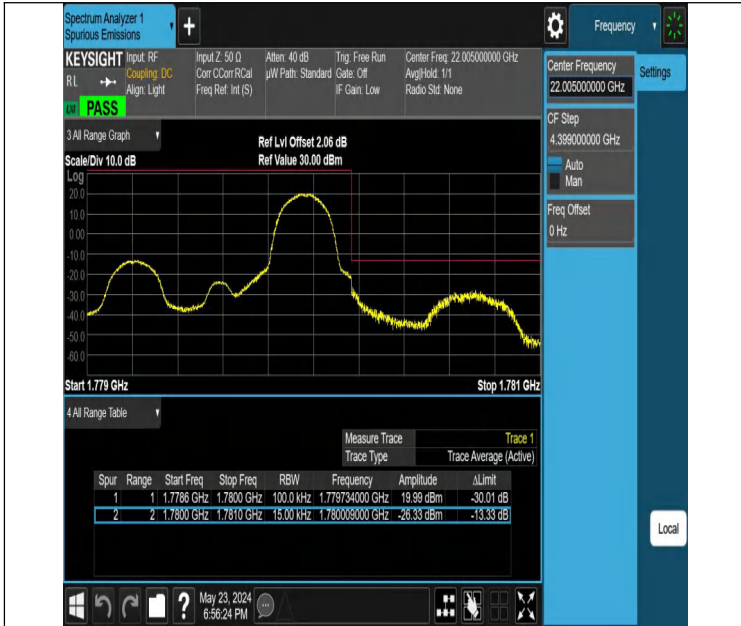 Spectrum Analyzer 1
Spurious Emissions
Frequency
KEYSIGHT
RL
PASS
Input: RF
Coupling: DC
Align: Light
Input Z: 50 Ω
Corr CCorr RCal
Freq Ref: Int (S)
Atten: 40 dB
µW Path: Standard
Trig: Free Run
Gate: Off
IF Gain: Low
Center Freq: 22.005000000 GHz
Avg|Hold: 1/1
Radio Std: None
Center Frequency
22.005000000 GHz
Settings
CF Step
4.399000000 GHz
Auto
Man
Freq Offset
0 Hz
3 All Range Graph
Scale/Div 10.0 dB
Ref Lvl Offset 2.06 dB
Ref Value 30.00 dBm
Log
20.0
10.0
0.00
-10.0
-20.0
-30.0
-40.0
-50.0
-60.0
Start 1.779 GHz
Stop 1.781 GHz
4 All Range Table
Measure Trace Trace 1
Trace Type Trace Average (Active)
Spur Range Start Freq Stop Freq RBW Frequency Amplitude ΔLimit
1 1 1.7786 GHz 1.7800 GHz 100.0 kHz 1.779734000 GHz 19.99 dBm -30.01 dB
2 2 1.7800 GHz 1.7810 GHz 15.00 kHz 1.780009000 GHz -26.33 dBm -13.33 dB
Local
May 23, 2024
6:56:24 PM